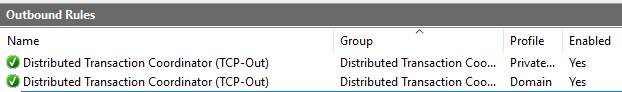 Outbound Rules
Name Group Profile Enabled
Distributed Transaction Coordinator (TCP-Out) Distributed Transaction Coo... Private... Yes
Distributed Transaction Coordinator (TCP-Out) Distributed Transaction Coo... Domain Yes